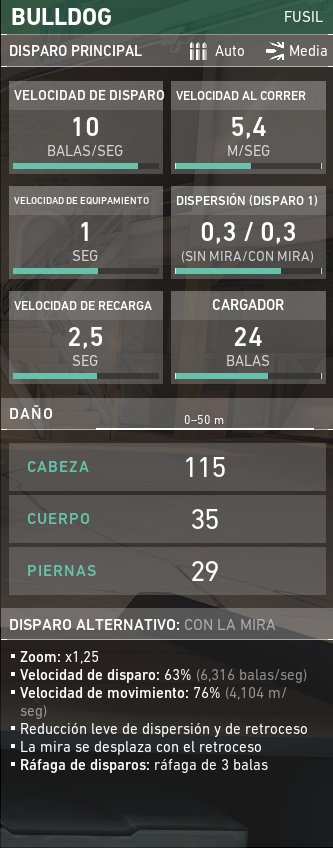 BULLDOG FUSIL
DISPARO PRINCIPAL Auto Media
VELOCIDAD DE DISPARO
10
BALAS/SEG
VELOCIDAD AL CORRER
5,4
M/SEG
VELOCIDAD DE EQUIPAMIENTO
1
SEG
DISPERSIÓN (DISPARO 1)
0,3 / 0,3
(SIN MIRA/CON MIRA)
VELOCIDAD DE RECARGA
2,5
SEG
CARGADOR
24
BALAS
DAÑO 0–50 m
CABEZA 115
CUERPO 35
PIERNAS 29
DISPARO ALTERNATIVO: CON LA MIRA
▪ Zoom: x1,25
▪ Velocidad de disparo: 63% (6,316 balas/seg)
▪ Velocidad de movimiento: 76% (4,104 m/
seg)
▪ Reducción leve de dispersión y de retroceso
▪ La mira se desplaza con el retroceso
▪ Ráfaga de disparos: ráfaga de 3 balas